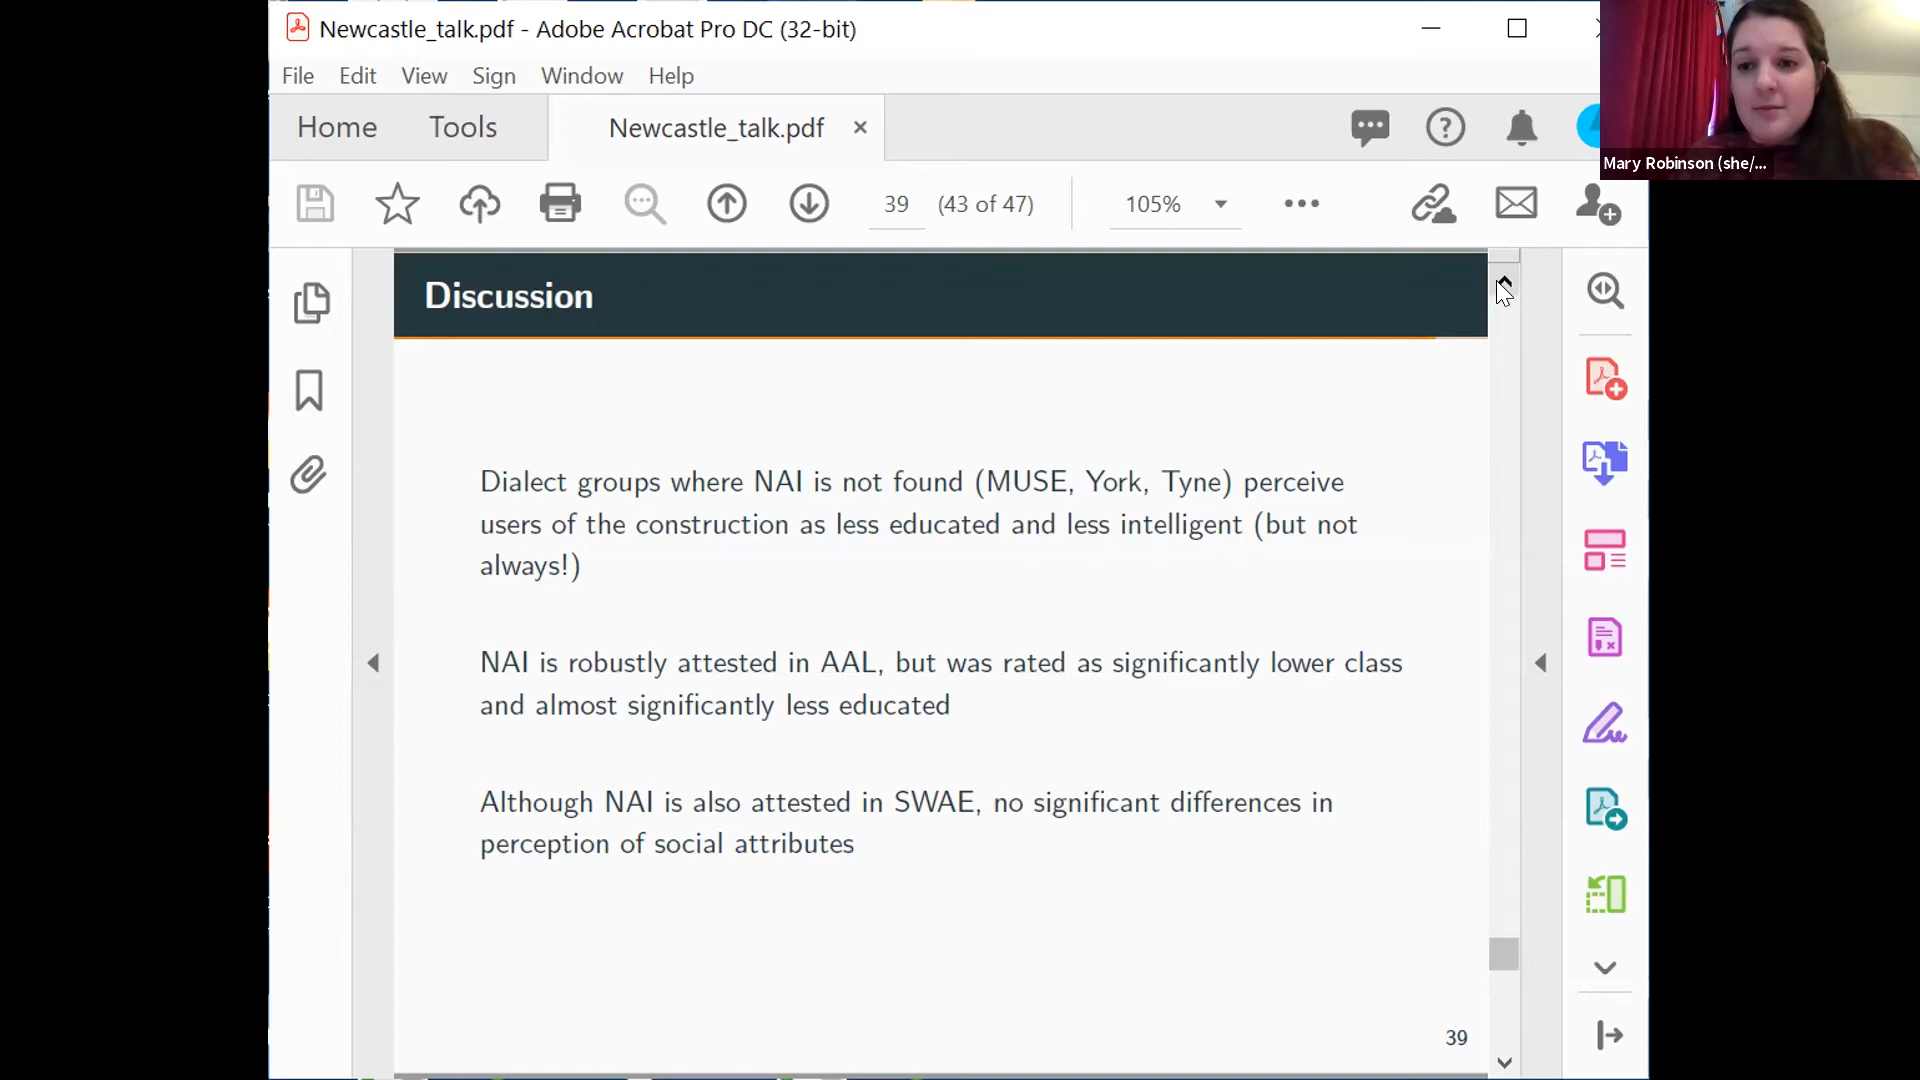 Newcastle_talk.pdf - Adobe Acrobat Pro DC (32-bit)
File Edit View Sign Window Help
Home Tools Newcastle_talk.pdf
39 (43 of 47) 105%
Mary Robinson (she/...
Discussion
Dialect groups where NAI is not found (MUSE, York, Tyne) perceive
users of the construction as less educated and less intelligent (but not
always!)
NAI is robustly attested in AAL, but was rated as significantly lower class
and almost significantly less educated
Although NAI is also attested in SWAE, no significant differences in
perception of social attributes
39